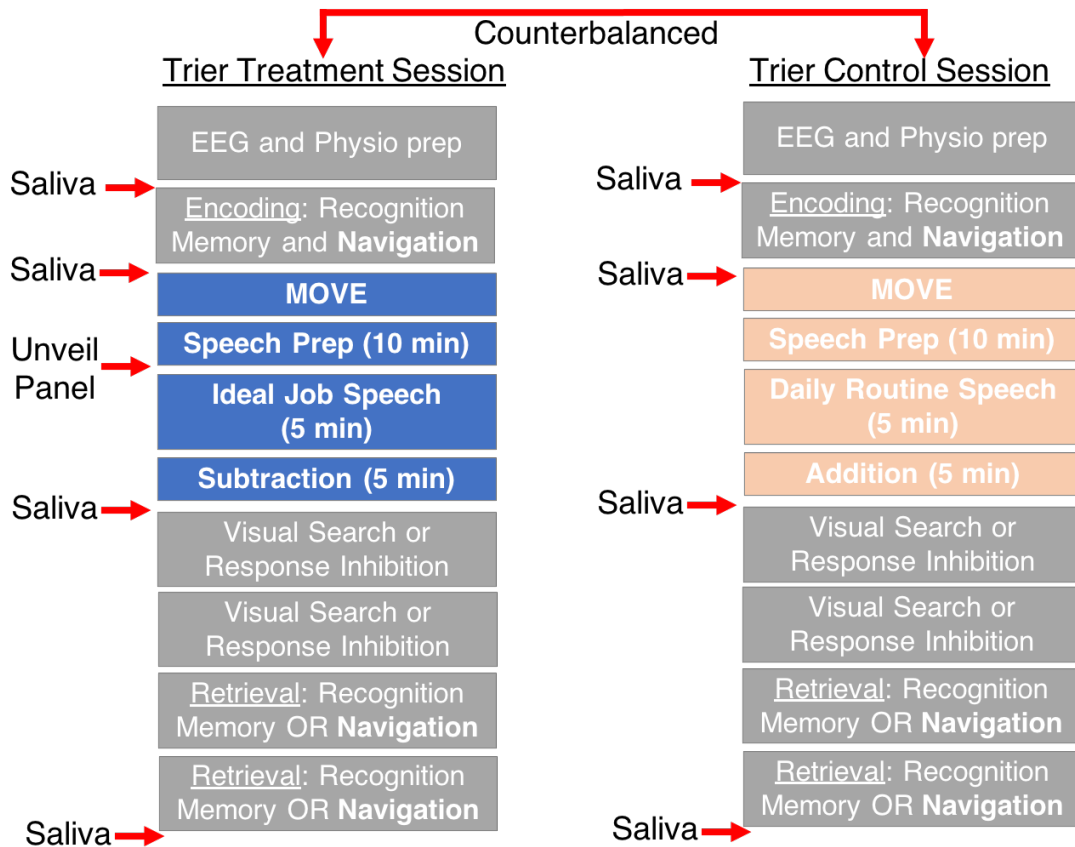 Counterbalanced
Trier Treatment Session
EEG and Physio prep
Saliva
Encoding: Recognition
Memory and Navigation
Saliva
MOVE
Unveil
Panel
Speech Prep (10 min)
Ideal Job Speech
(5 min)
Subtraction (5 min)
Saliva
Visual Search or
Response Inhibition
Visual Search or
Response Inhibition
Retrieval: Recognition
Memory OR Navigation
Retrieval: Recognition
Memory OR Navigation
Saliva
Trier Control Session
EEG and Physio prep
Saliva
Encoding: Recognition
Memory and Navigation
Saliva
MOVE
Speech Prep (10 min)
Daily Routine Speech
(5 min)
Addition (5 min)
Saliva
Visual Search or
Response Inhibition
Visual Search or
Response Inhibition
Retrieval: Recognition
Memory OR Navigation
Retrieval: Recognition
Memory OR Navigation
Saliva